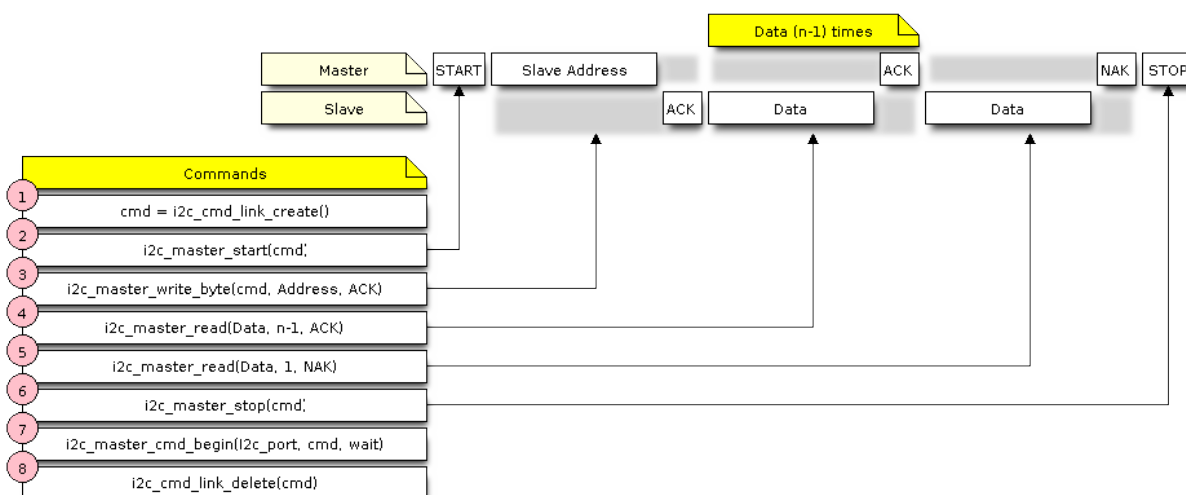 Data (n-1) times
Master START Slave Address ACK NAK STOP
Slave ACK Data Data
Commands
1
cmd = i2c_cmd_link_create()
2
i2c_master_start(cmd;
3
i2c_master_write_byte(cmd, Address, ACK)
4
i2c_master_read(Data, n-1, ACK)
5
i2c_master_read(Data, 1, NAK)
6
i2c_master_stop(cmd;
7
i2c_master_cmd_begin(I2c_port, cmd, wait)
8
i2c_cmd_link_delete(cmd)